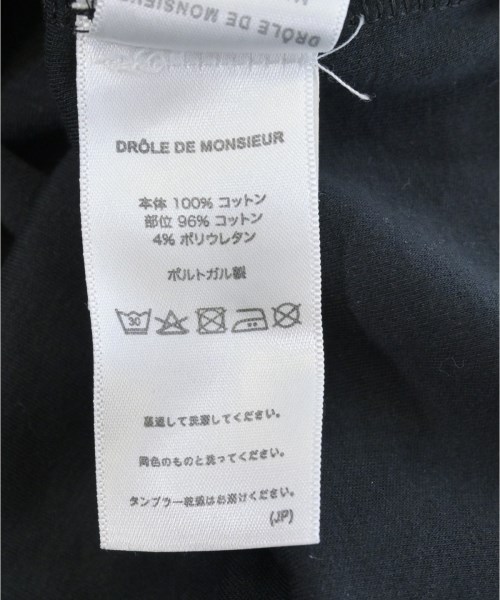 DRÔLE DE MONSIEUR
DRÔLE DE MONSIEUR
本体 100% コットン
部位 96% コットン
4% ポリウレタン
ポルトガル製
30
裏返して洗濯してください。
同色のものと洗ってください。
タンブラー乾燥はお避けください。
(JP)